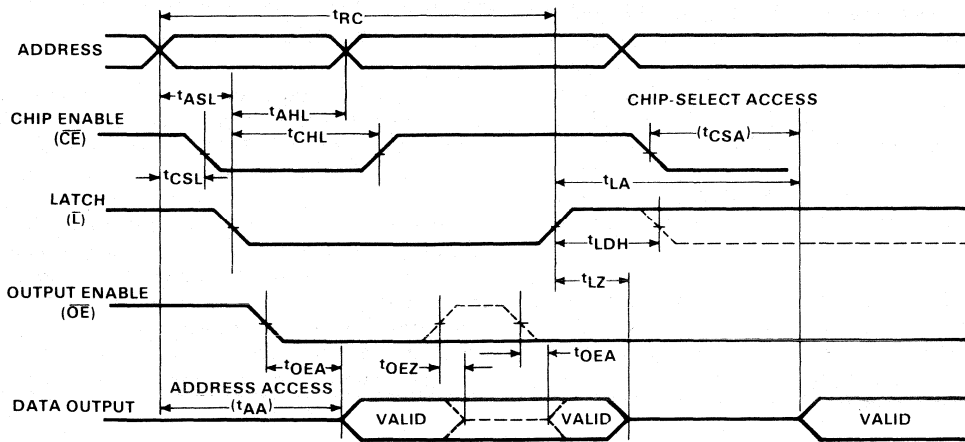 tRC
ADDRESS
tASL
tAHL
CHIP-SELECT ACCESS
CHIP ENABLE
(CE)
tCHL
(tCSA)
tCSL
tLA
LATCH
(L)
tLDH
tLZ
OUTPUT ENABLE
(OE)
tOEA
tOEZ
tOEA
ADDRESS ACCESS
(tAA)
DATA OUTPUT
VALID
VALID
VALID